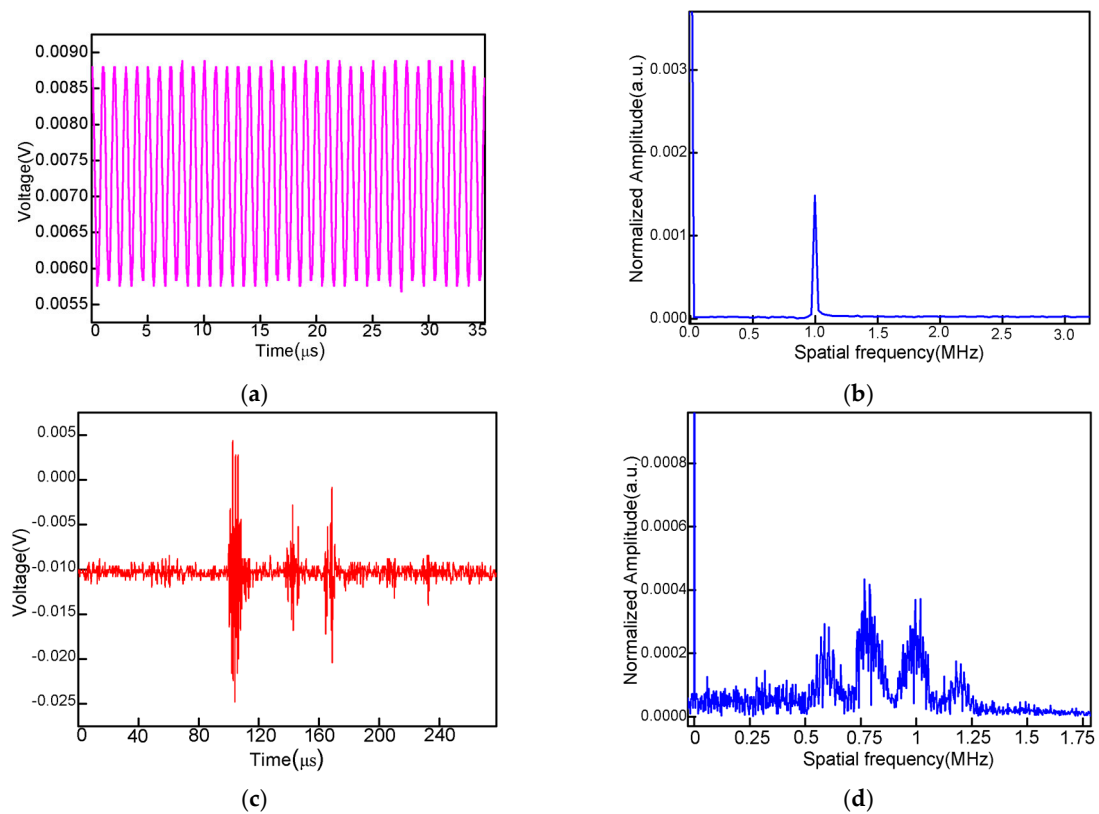 0.0090
0.0085
0.0080
0.0075
0.0070
0.0065
0.0060
0.0055
Voltage(V)
0 5 10 15 20 25 30 35
Time(μs)
(a)
0.003
0.002
0.001
0.000
Normalized Amplitude(a.u.)
0.0 0.5 1.0 1.5 2.0 2.5 3.0
Spatial frequency(MHz)
(b)
0.005
0.000
-0.005
-0.010
-0.015
-0.020
-0.025
Voltage(V)
0 40 80 120 160 200 240
Time(μs)
(c)
0.0008
0.0006
0.0004
0.0002
0.0000
Normalized Amplitude(a.u.)
0 0.25 0.5 0.75 1 1.25 1.5 1.75
Spatial frequency(MHz)
(d)